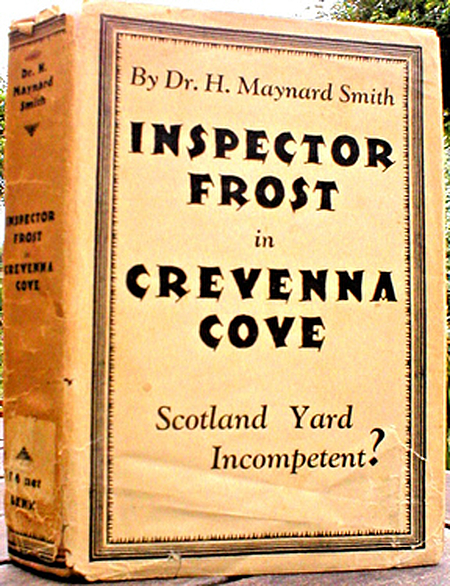 By Dr. H. Maynard Smith
INSPECTOR
FROST
in
CREVENNA
COVE
Scotland Yard
Incompetent?
Dr. H.
Maynard
Smith
INSPECTOR
FROST
CREVENNA
COVE